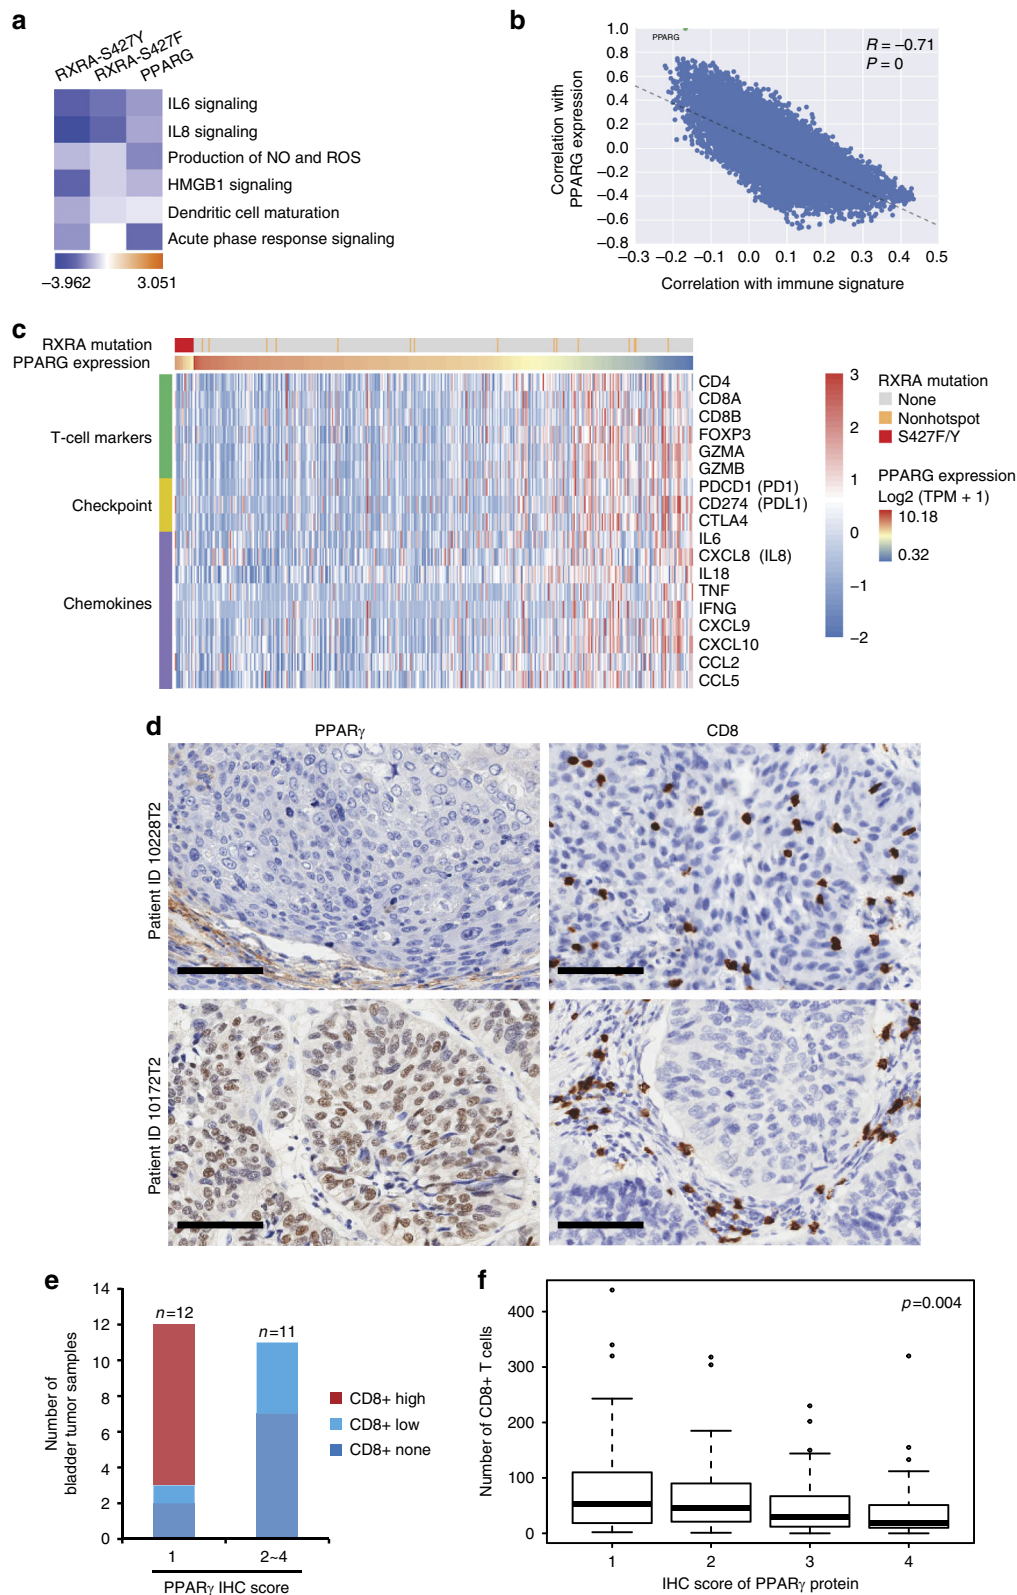 a
RXRA-S427Y
RXRA-S427F
PPARG
IL6 signaling
IL8 signaling
Production of NO and ROS
HMGB1 signaling
Dendritic cell maturation
Acute phase response signaling
−3.962
3.051
b
1.0
0.8
0.6
0.4
0.2
0.0
−0.2
−0.4
−0.6
−0.8
Correlation with
PPARG expression
PPARG
R = −0.71
P = 0
−0.3 −0.2 −0.1 0.0 0.1 0.2 0.3 0.4 0.5
Correlation with immune signature
c
RXRA mutation
PPARG expression
T-cell markers
Checkpoint
Chemokines
CD4
CD8A
CD8B
FOXP3
GZMA
GZMB
PDCD1 (PD1)
CD274 (PDL1)
CTLA4
IL6
CXCL8 (IL8)
IL18
TNF
IFNG
CXCL9
CXCL10
CCL2
CCL5
3
2
1
0
−1
−2
RXRA mutation
None
Nonhotspot
S427F/Y
PPARG expression
Log2 (TPM + 1)
10.18
0.32
d
PPARγ
CD8
Patient ID 10228T2
Patient ID 10172T2
e
14
12
10
8
6
4
2
0
Number of
bladder tumor samples
n=12
n=11
CD8+ high
CD8+ low
CD8+ none
1
2~4
PPARγ IHC score
f
400
300
200
100
0
Number of CD8+ T cells
p=0.004
1 2 3 4
IHC score of PPARγ protein